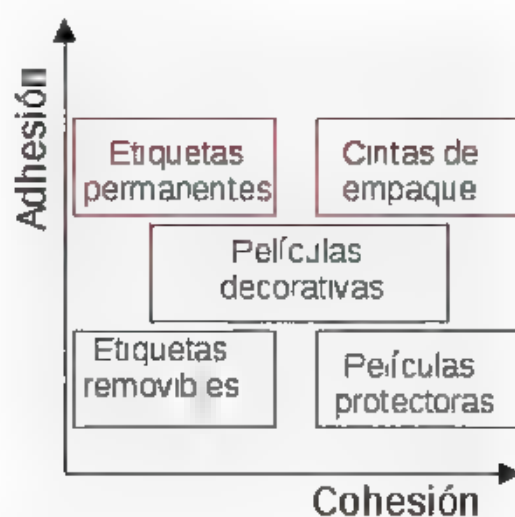 Adhesión
Etiquetas
permanentes
Cintas de
empaque
Películas
decorativas
Etiquetas
removibles
Películas
protectoras
Cohesión